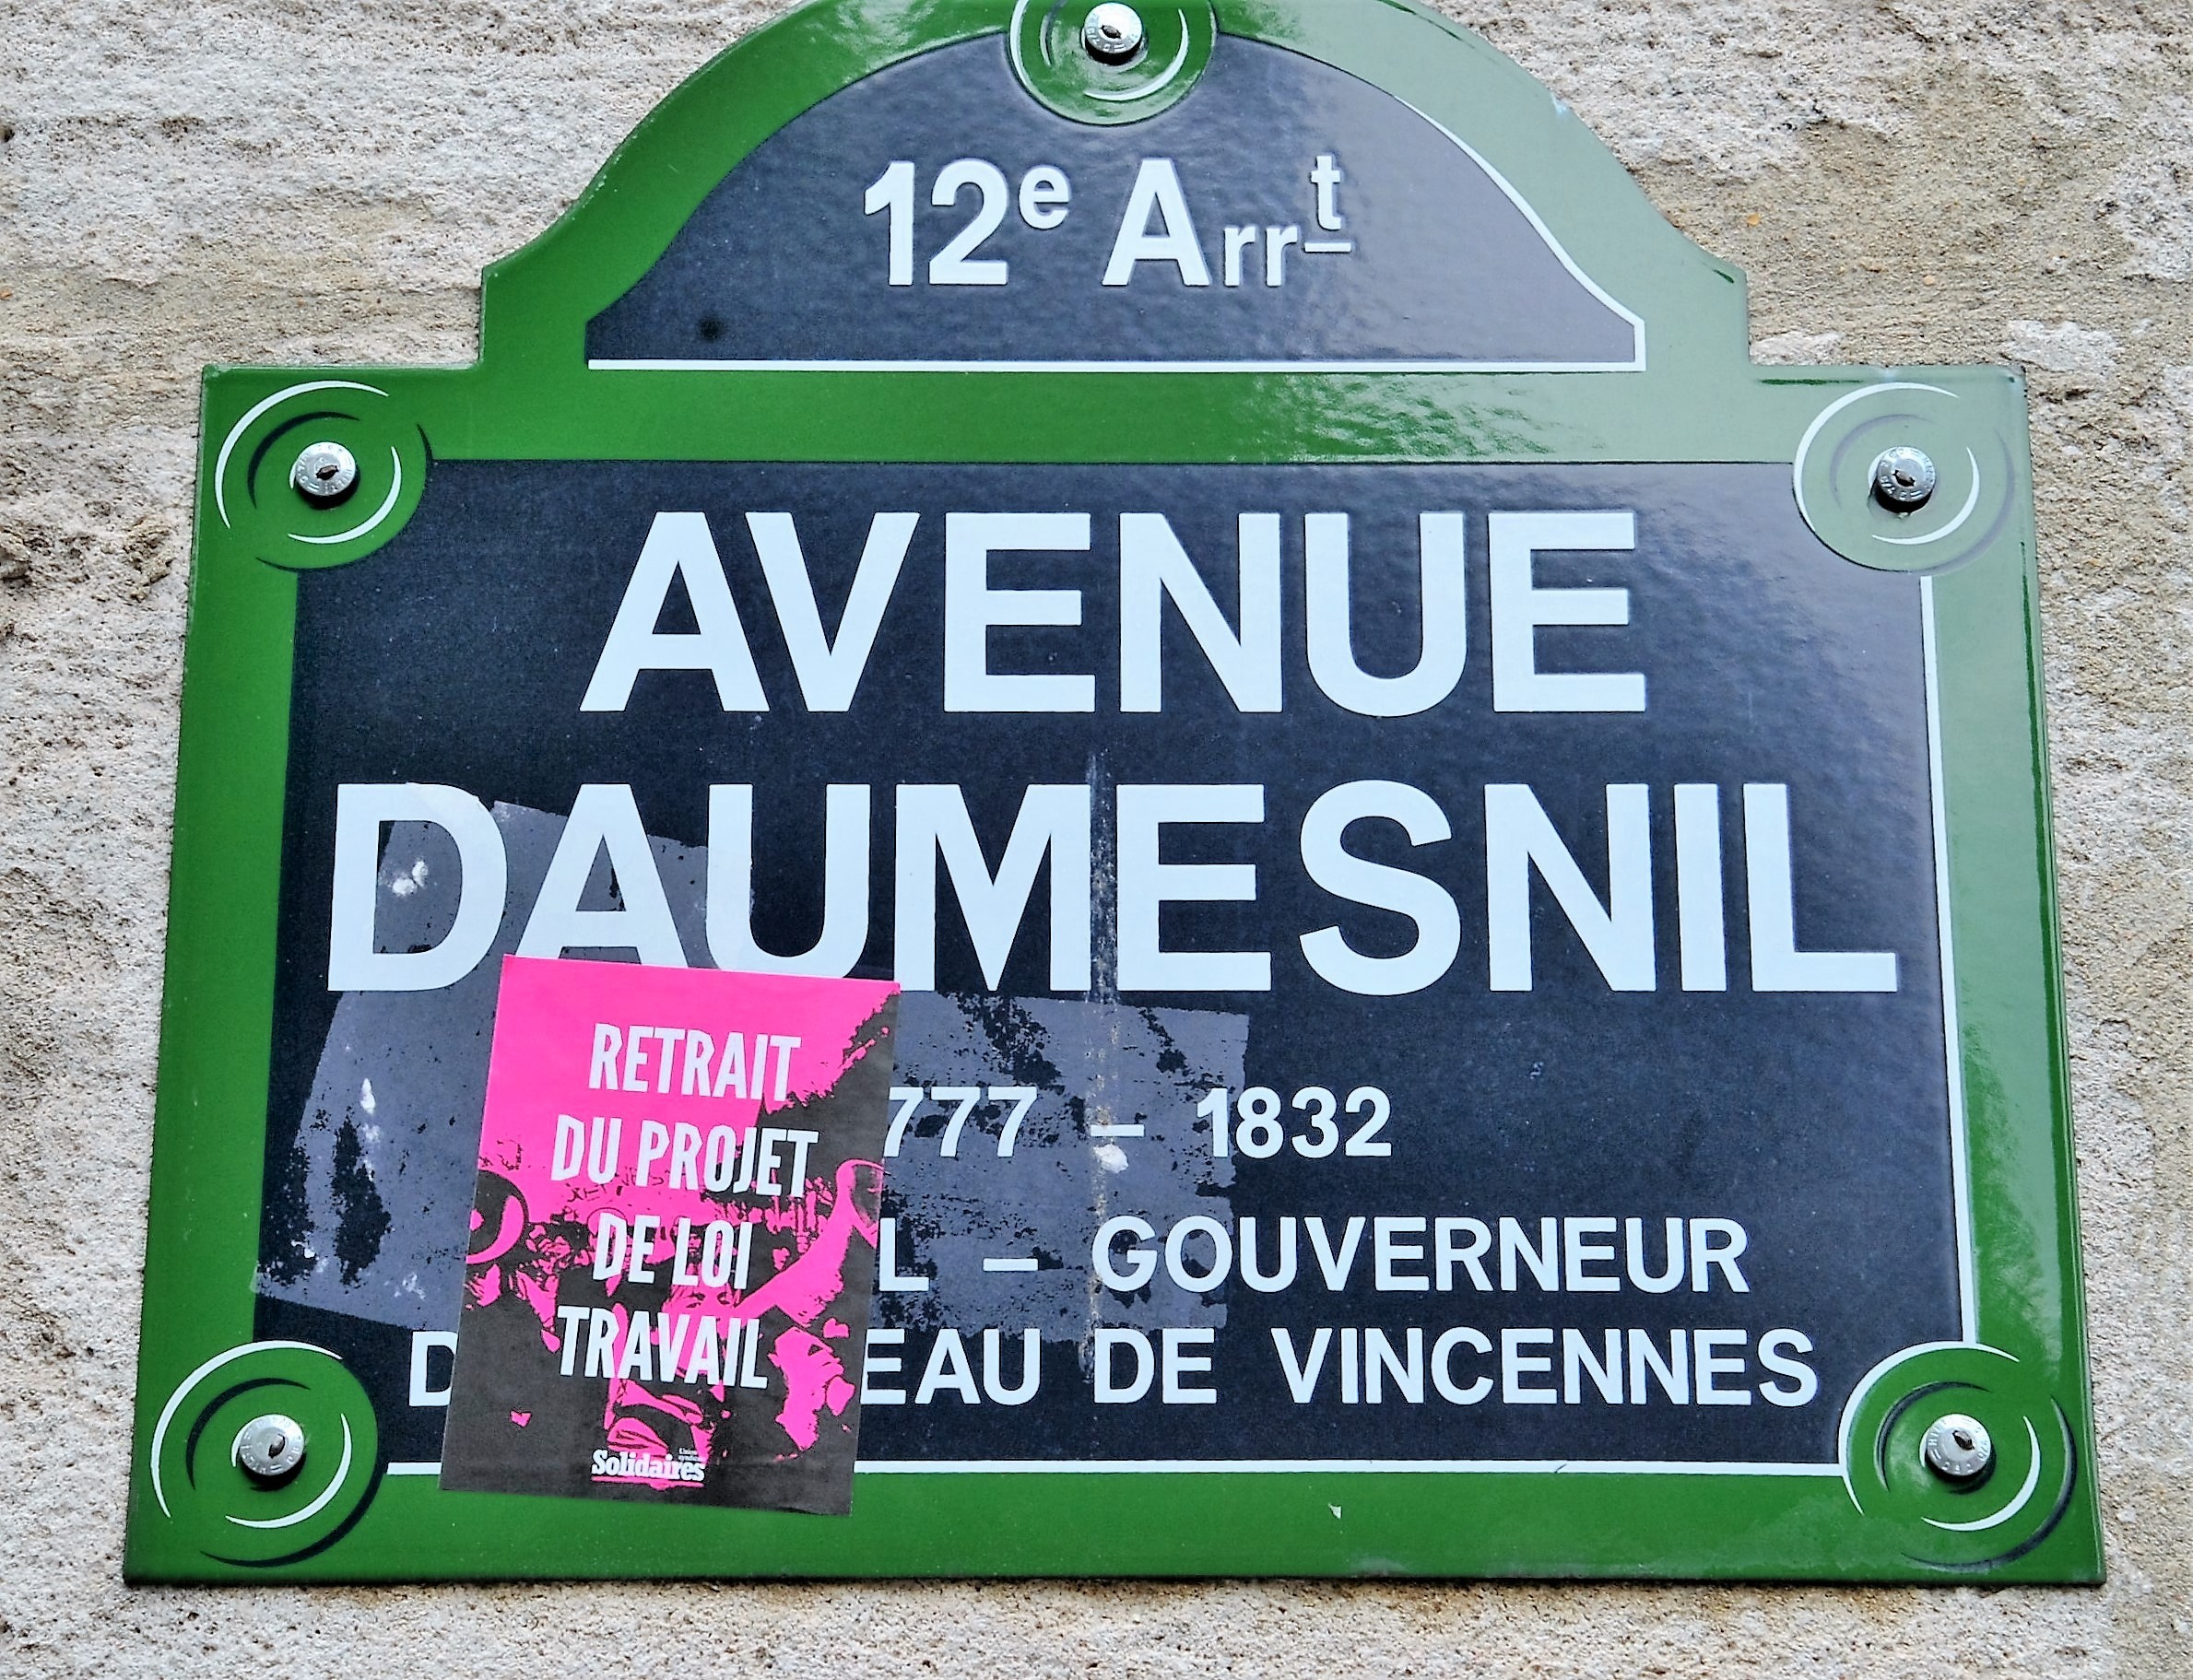 12e Arrt
AVENUE
DAUMESNIL
777 – 1832
L – GOUVERNEUR
D EAU DE VINCENNES
RETRAIT
DU PROJET
DE LOI
TRAVAIL
Solidaires